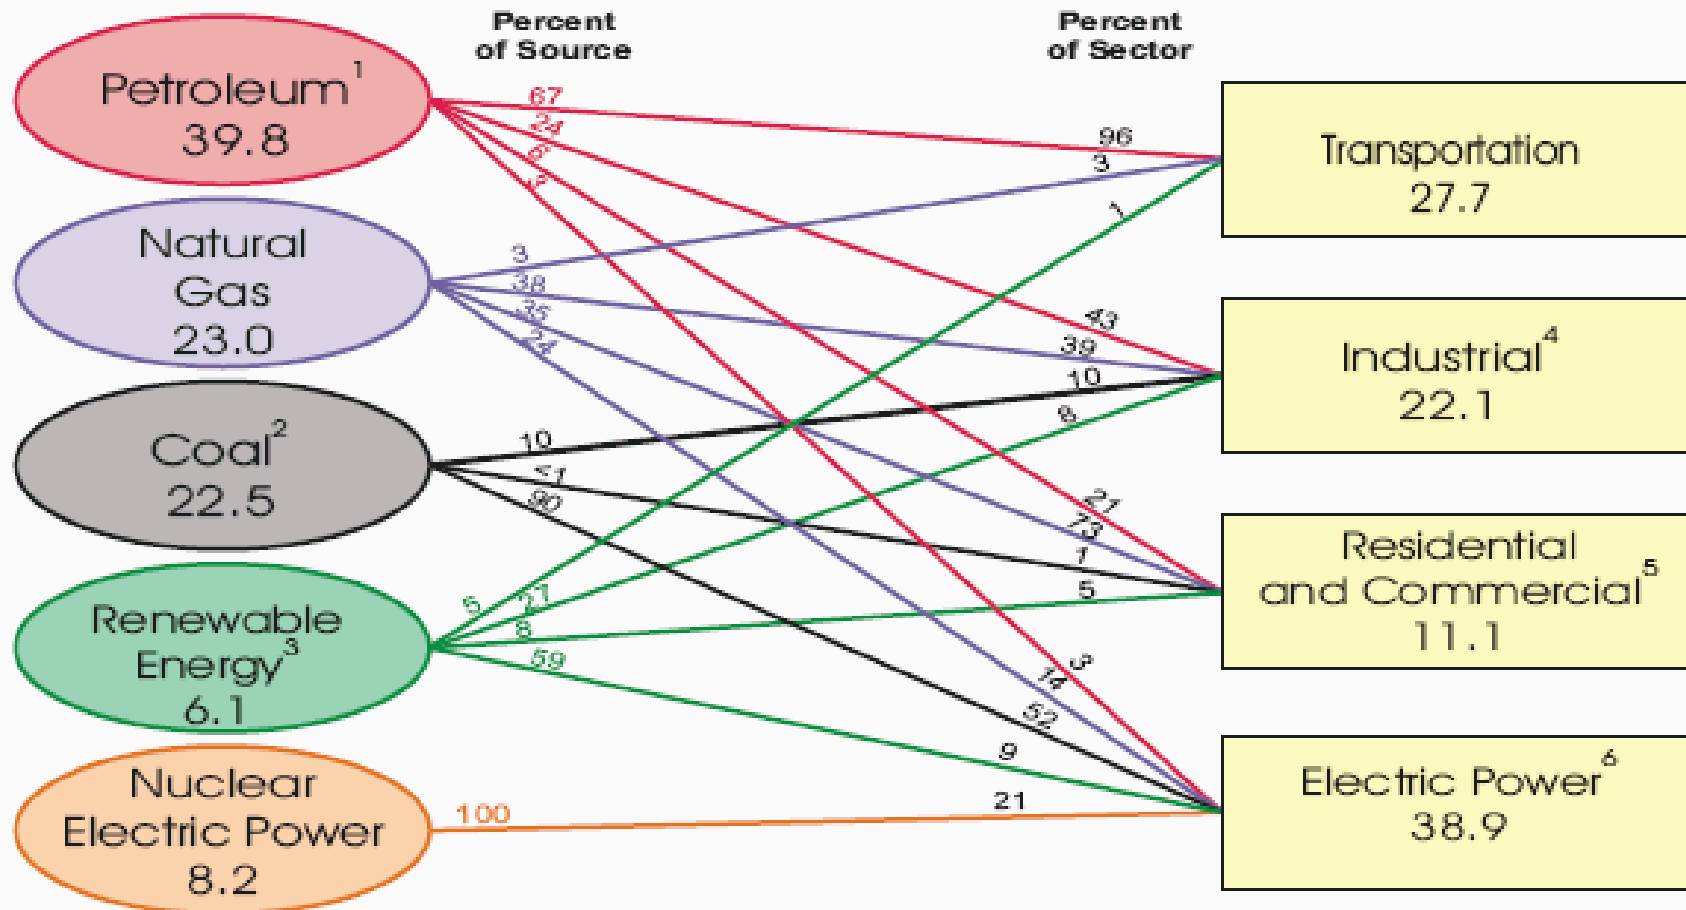 Percent
of Source
Percent
of Sector
Petroleum1
39.8
Natural
Gas
23.0
Coal2
22.5
Renewable
Energy3
6.1
Nuclear
Electric Power
8.2
67
24
6
3
3
38
35
24
10
<1
90
5
27
8
59
100
96
3
1
43
39
10
8
21
73
1
5
3
14
52
9
21
Transportation
27.7
Industrial4
22.1
Residential
and Commercial5
11.1
Electric Power6
38.9